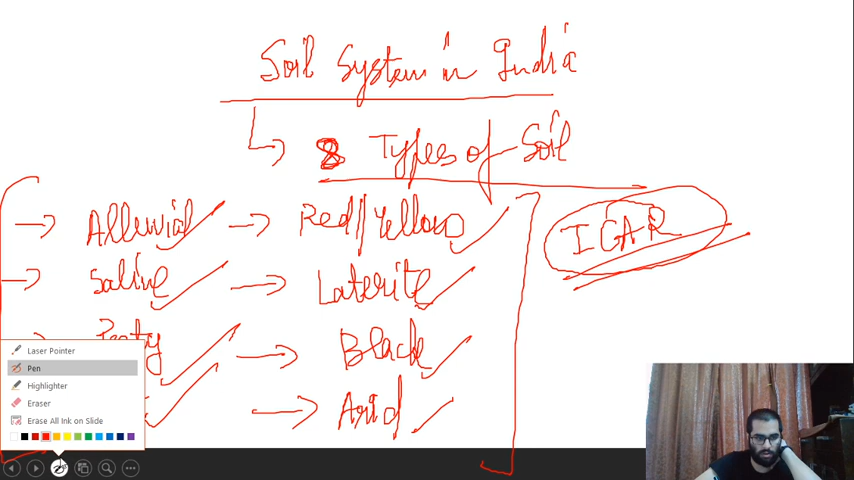 Soil System in India
8 Types of Soil
→ Alluvial → Red/Yellow
ICAR
→ Saline → Laterite
→ Peaty → Black
→ Arid
Laser Pointer
Pen
Highlighter
Eraser
Erase All Ink on Slide